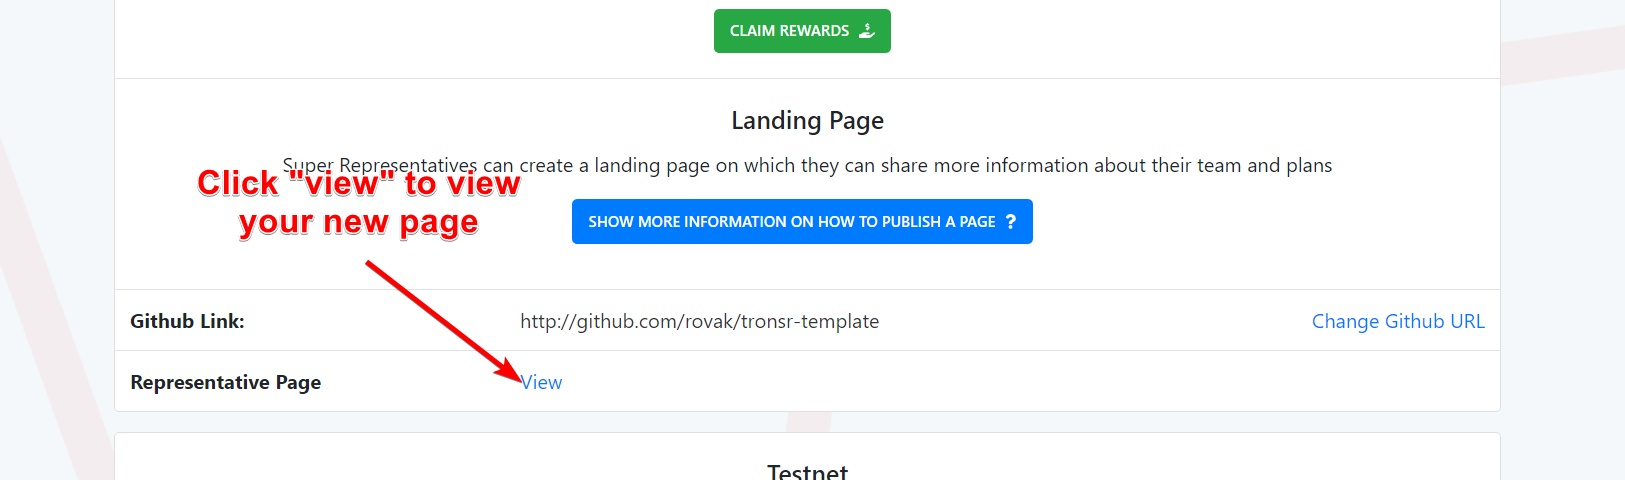 CLAIM REWARDS
Landing Page
Super Representatives can create a landing page on which they can share more information about their team and plans
Click "view" to view
your new page
SHOW MORE INFORMATION ON HOW TO PUBLISH A PAGE ?
Github Link: http://github.com/rovak/tronsr-template Change Github URL
Representative Page View
Testnet